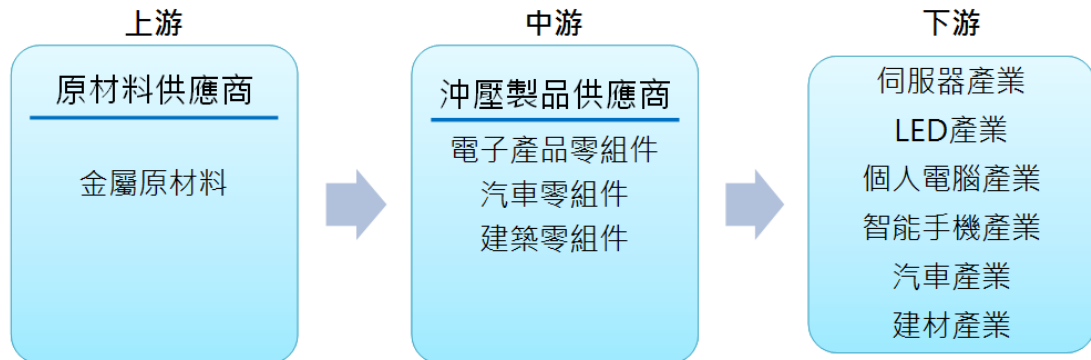 上游
原材料供應商
金屬原材料
中游
沖壓製品供應商
電子產品零組件
汽車零組件
建築零組件
下游
伺服器產業
LED產業
個人電腦產業
智能手機產業
汽車產業
建材產業